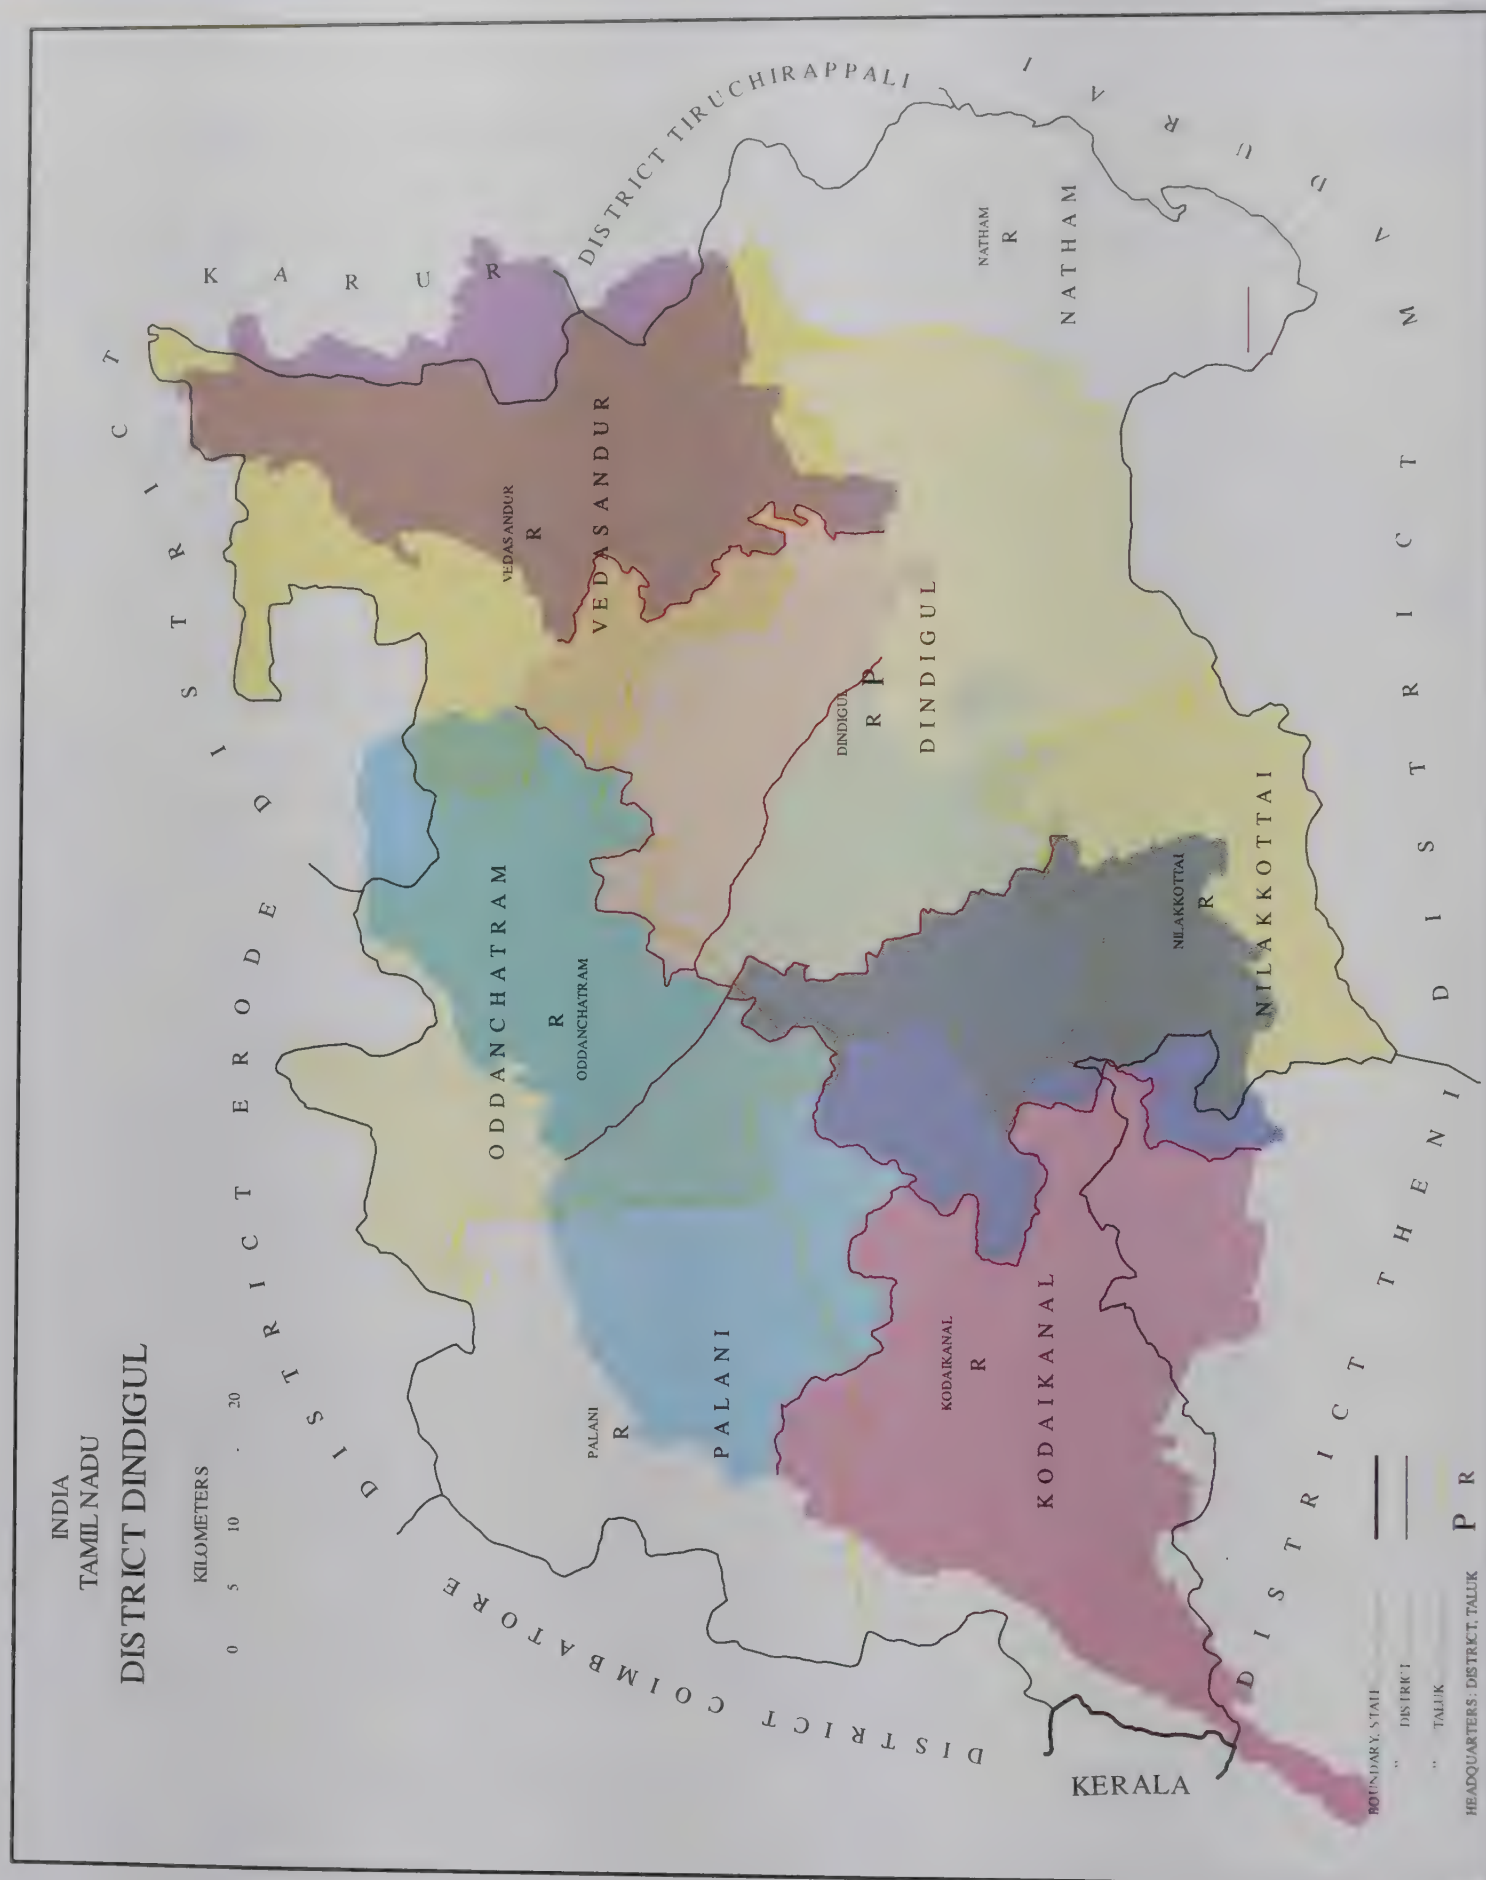 INDIA
TAMIL NADU
DISTRICT DINDIGUL
KILOMETERS
0 5 10 20
DISTRICT ERODE
DISTRICT KARUR
DISTRICT TIRUCHIRAPPALI
DISTRICT MADURAI
DISTRICT THENI
DISTRICT COIMBATORE
KERALA
VEDASANDUR
R
VEDASANDUR
ODDANCHATRAM
R
ODDANCHATRAM
PALANI
R
PALANI
KODAIKANAL
R
KODAIKANAL
DINDIGUL
R P
DINDIGUL
NILAKKOTTAI
R
NILAKKOTTAI
NATHAM
R
NATHAM
BOUNDARY, STATE
" DISTRICT
" TALUK
HEADQUARTERS: DISTRICT, TALUK P R